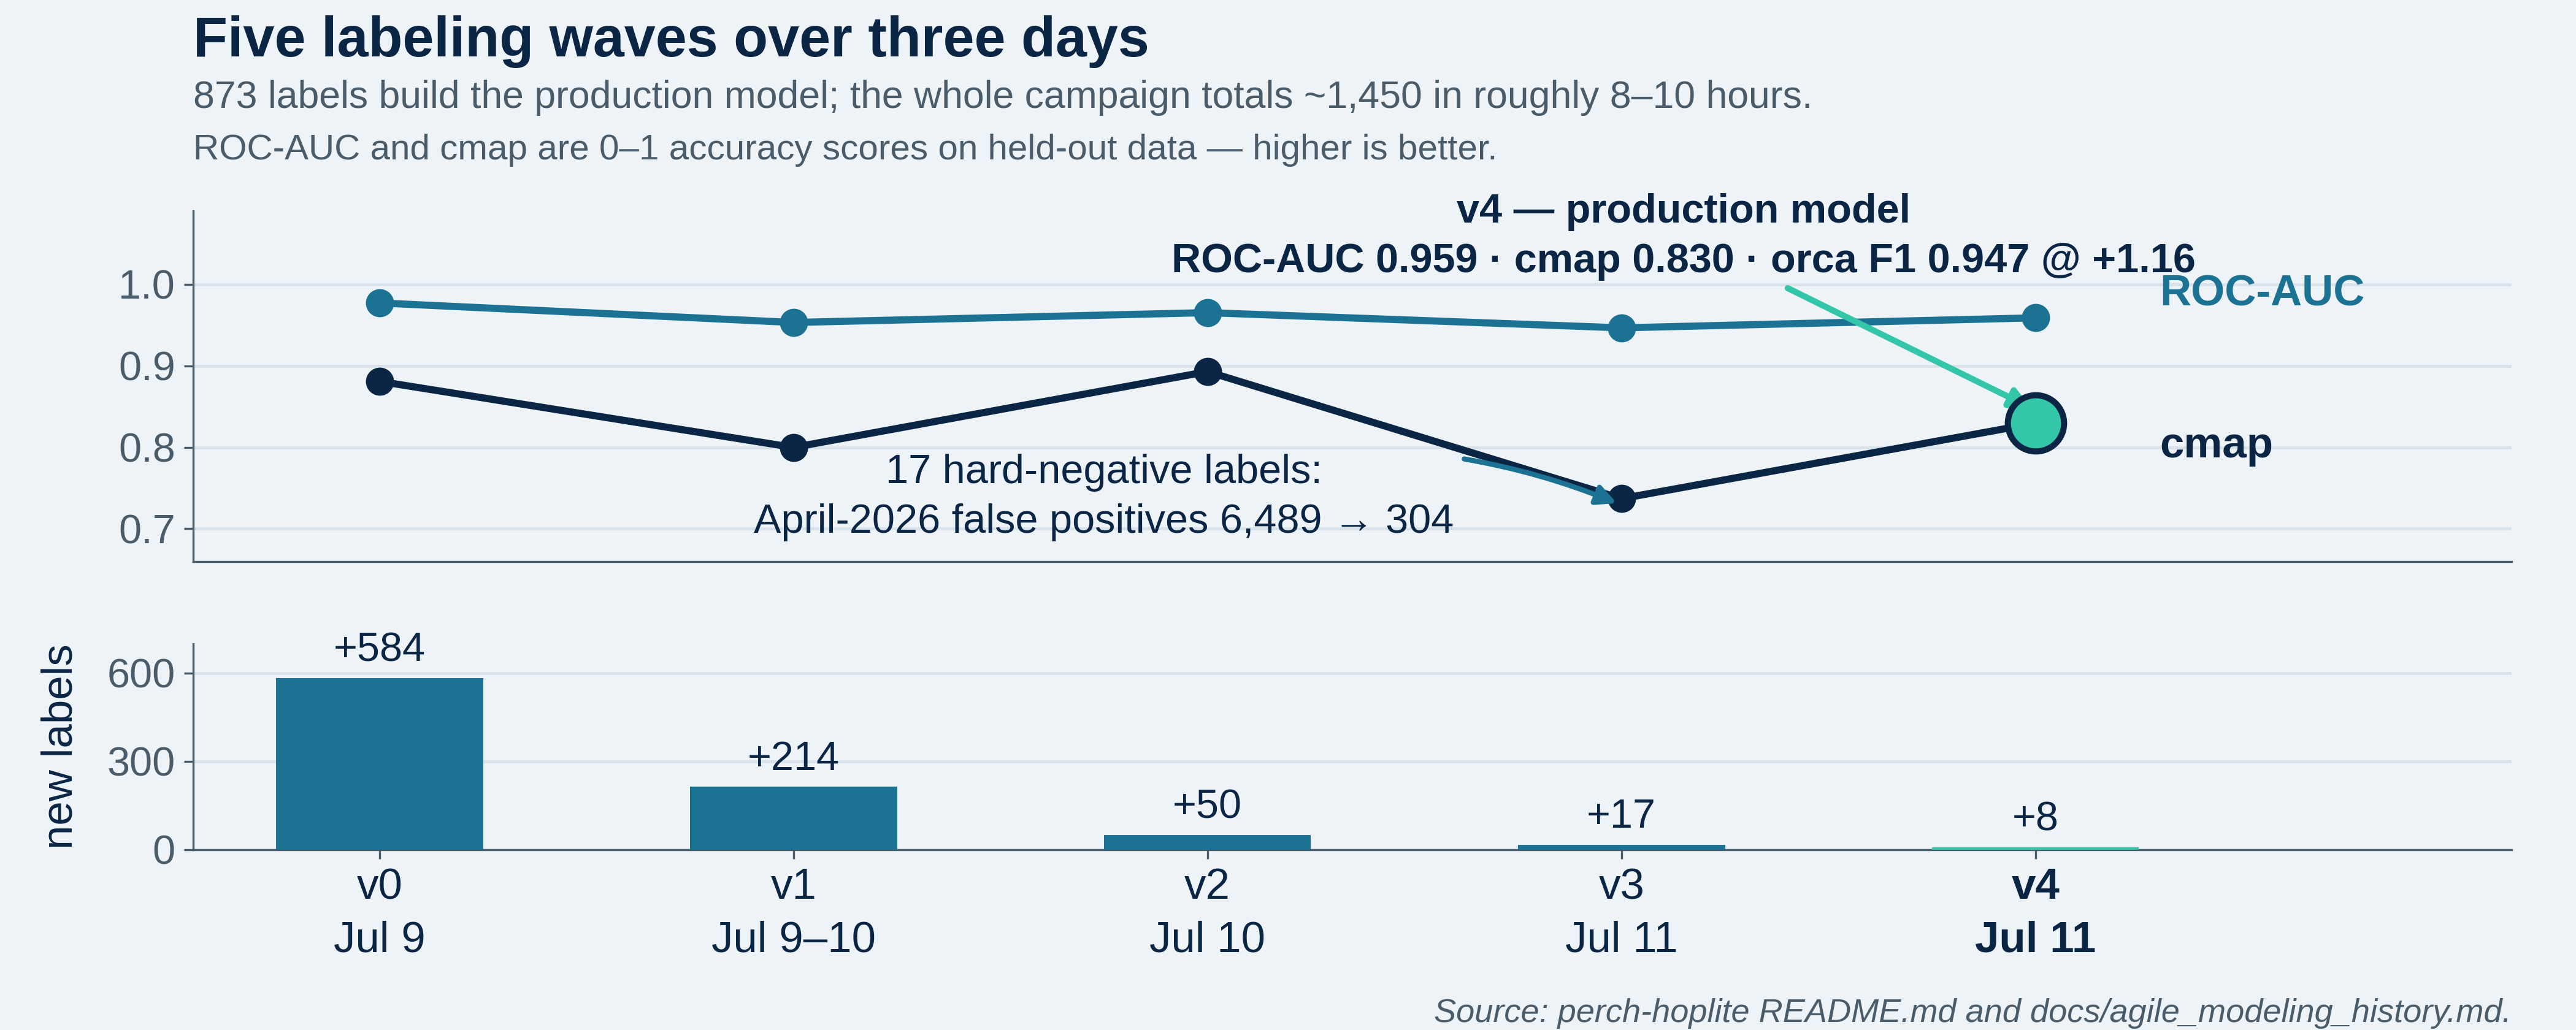 Five labeling waves over three days
873 labels build the production model; the whole campaign totals ~1,450 in roughly 8–10 hours.
ROC-AUC and cmap are 0–1 accuracy scores on held-out data — higher is better.
v4 — production model
ROC-AUC 0.959 · cmap 0.830 · orca F1 0.947 @ +1.16
ROC-AUC
1.0
0.9
0.8
0.7
cmap
17 hard-negative labels:
April-2026 false positives 6,489 → 304
new labels
600
300
0
+584
+214
+50
+17
+8
v0
Jul 9
v1
Jul 9–10
v2
Jul 10
v3
Jul 11
v4
Jul 11
Source: perch-hoplite README.md and docs/agile_modeling_history.md.